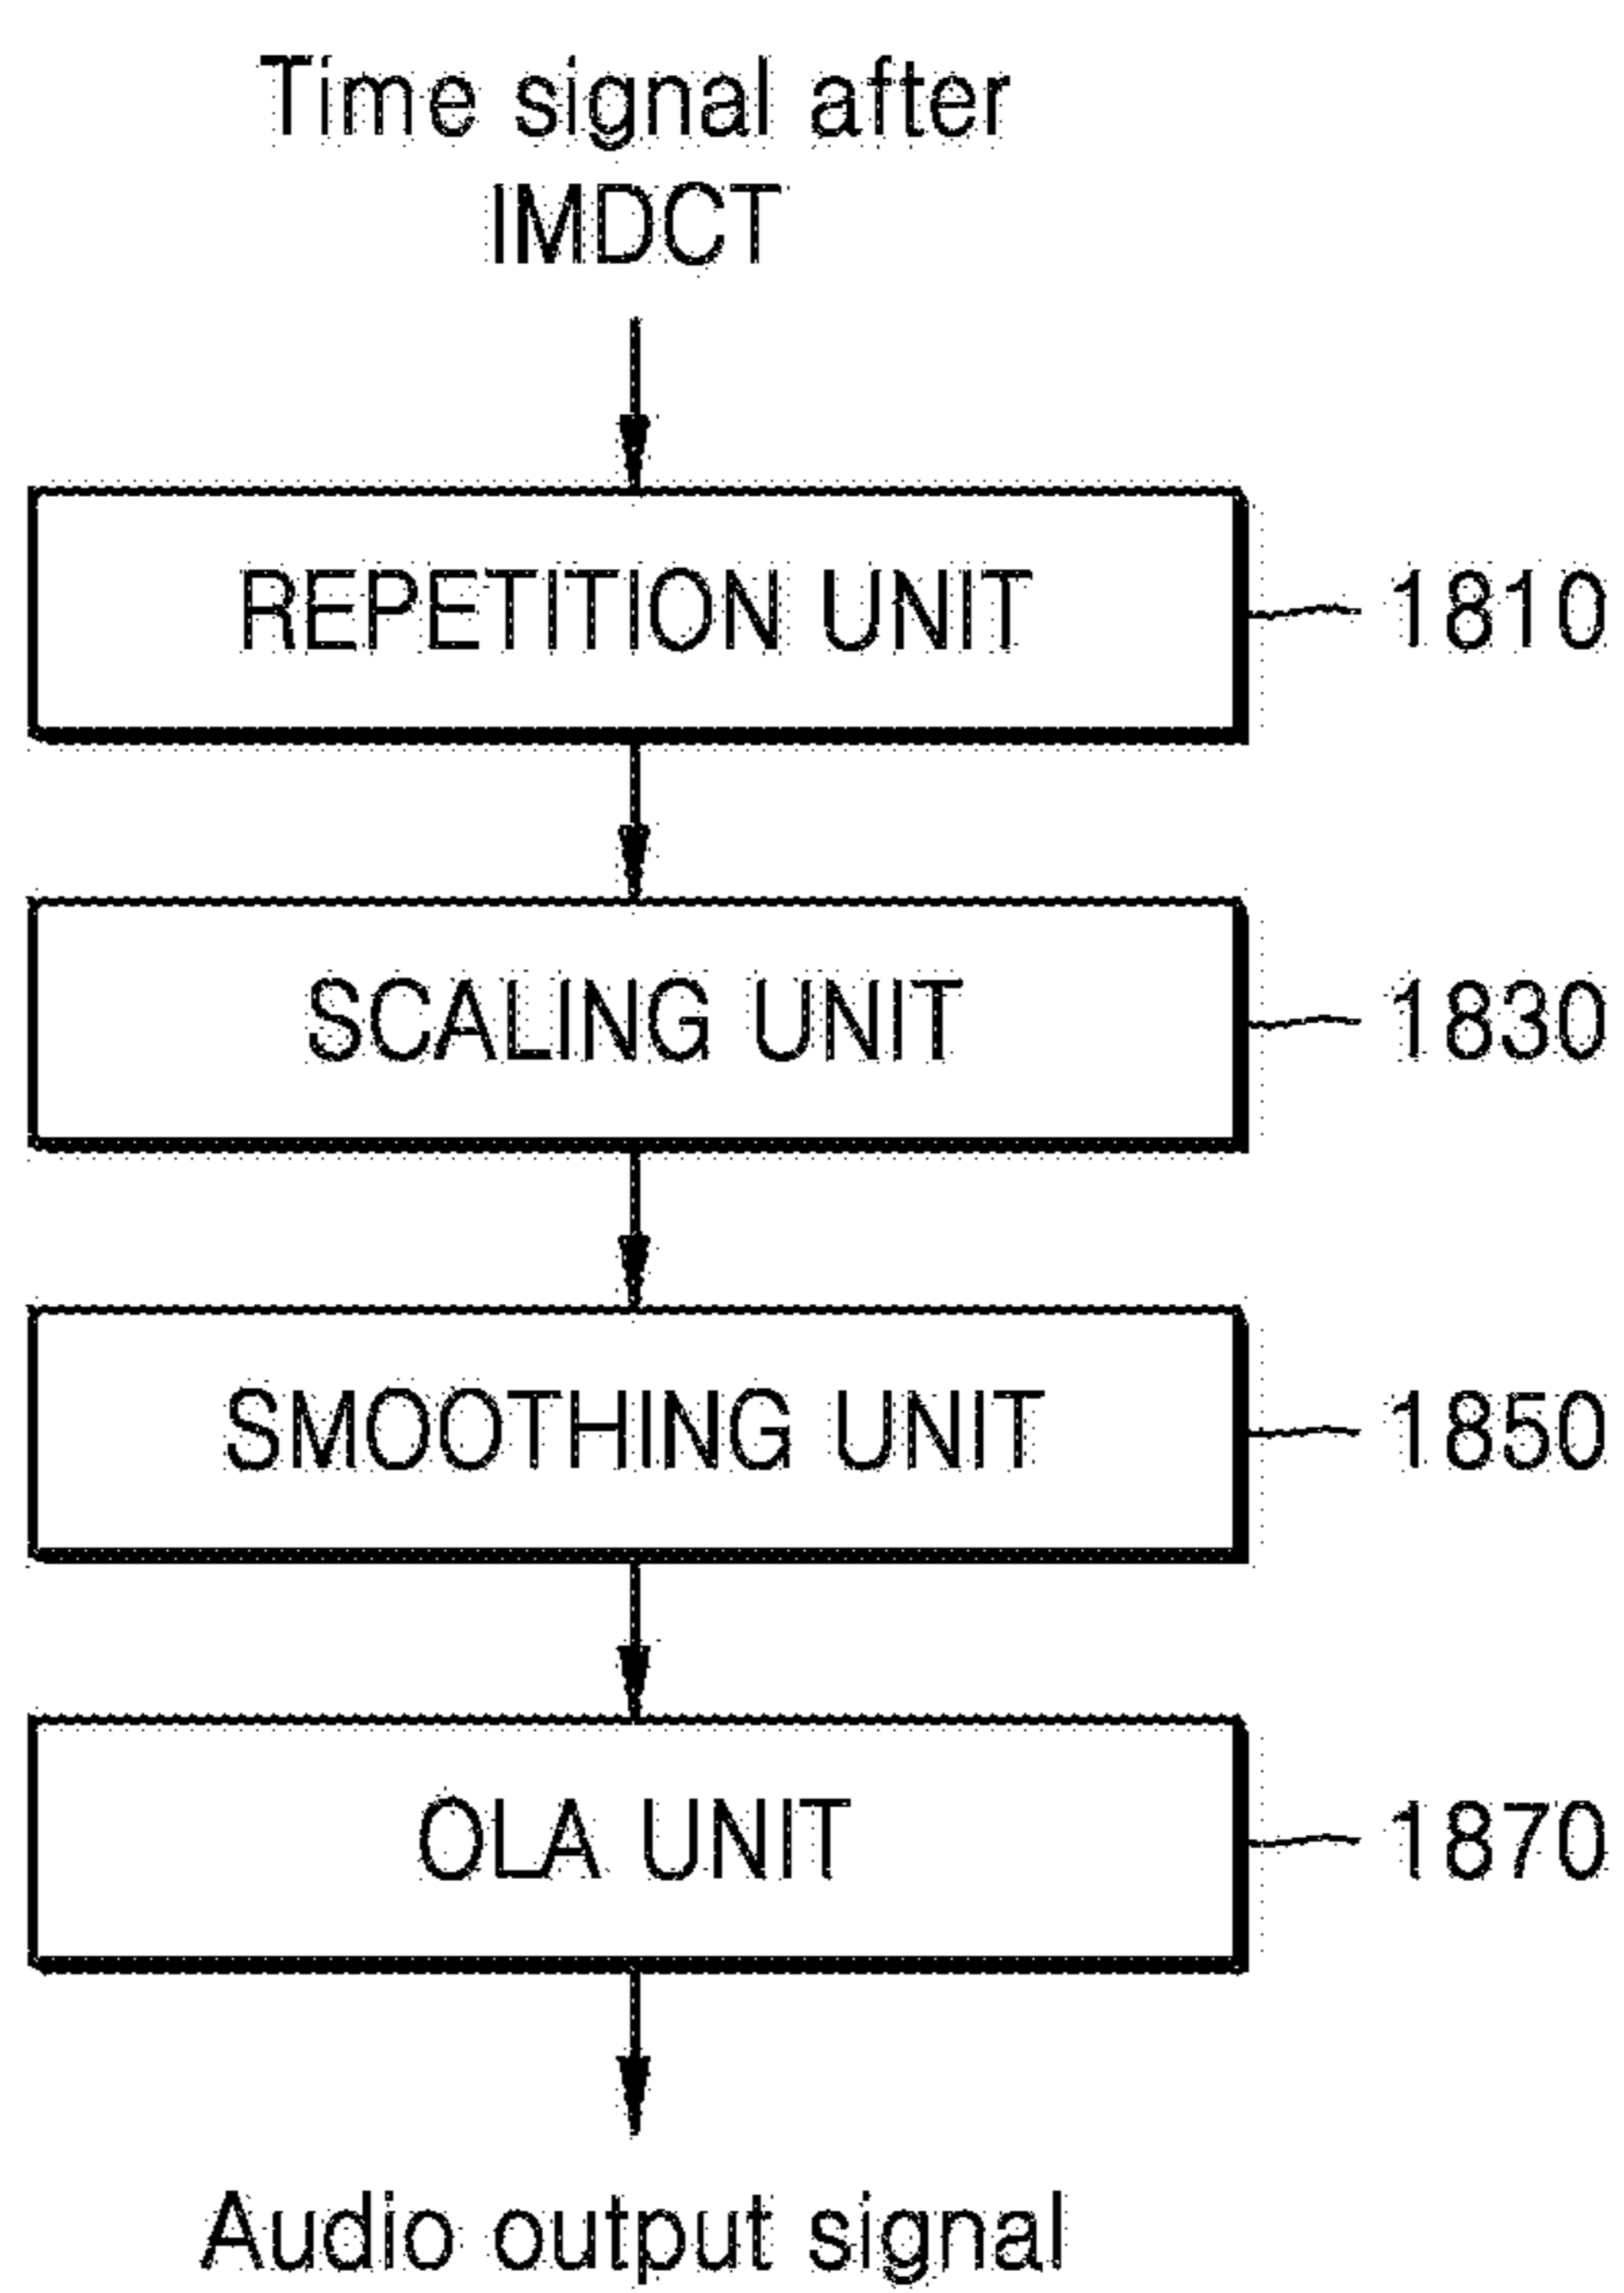 Time signal after
IMDCT
REPETITION UNIT
1810
SCALING UNIT
1830
SMOOTHING UNIT
1850
OLA UNIT
1870
Audio output signal